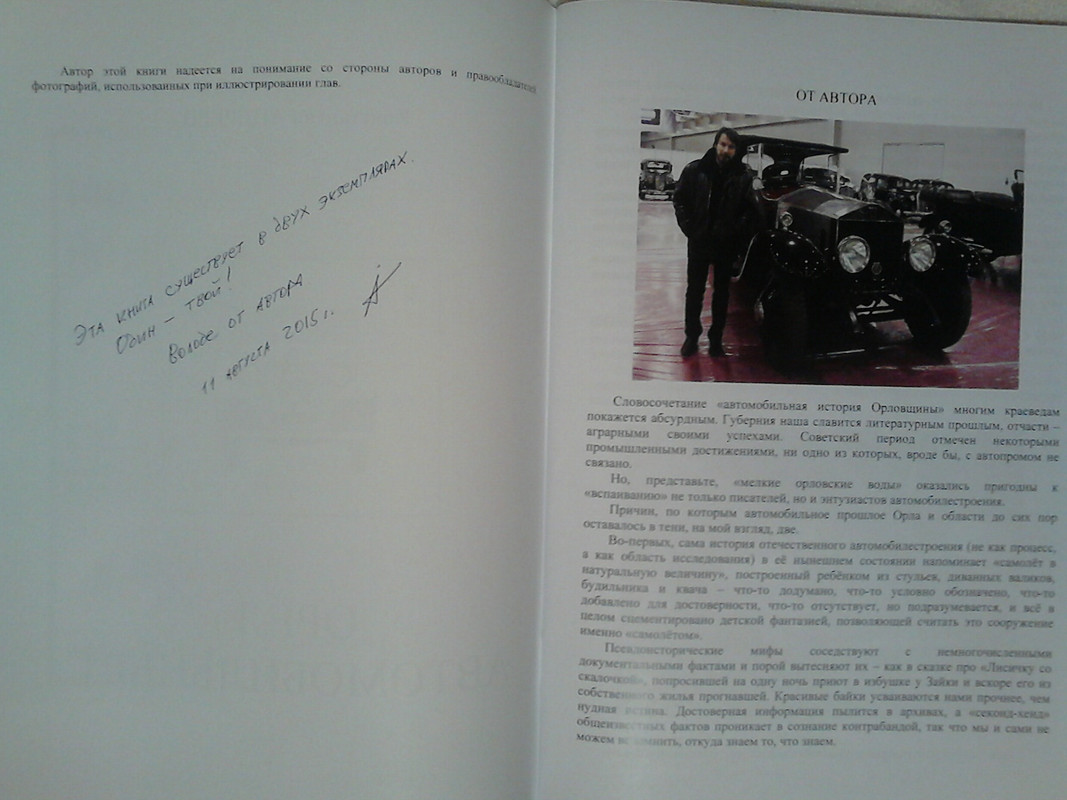 Автор этой книги надеется на понимание со стороны авторов и правообладателей
фотографий, использованных при иллюстрировании глав.
Эта книга существует в двух экземплярах.
Один – твой!
Володе от автора
11 августа 2015 г.
ОТ АВТОРА
Словосочетание «автомобильная история Орловщины» многим краеведам
покажется абсурдным. Губерния наша славится литературным прошлым, отчасти –
аграрными своими успехами. Советский период отмечен некоторыми
промышленными достижениями, ни одно из которых, вроде бы, с автопромом не
связано.
Но, представьте, «мелкие орловские воды» оказались пригодны к
«вспаиванию» не только писателей, но и энтузиастов автомобилестроения.
Причин, по которым автомобильное прошлое Орла и области до сих пор
оставалось в тени, на мой взгляд, две.
Во-первых, сама история отечественного автомобилестроения (не как процесс,
а как область исследования) в её нынешнем состоянии напоминает «самолёт в
натуральную величину», построенный ребёнком из стульев, диванных валиков,
будильника и квача – что-то додумано, что-то условно обозначено, что-то
добавлено для достоверности, что-то отсутствует, но подразумевается, и всё в
целом сцементировано детской фантазией, позволяющей считать это сооружение
именно «самолётом».
Псевдоисторические мифы соседствуют с немногочисленными
документальными фактами и порой вытесняют их – как в сказке про «Лисичку со
скалочкой», попросившей на одну ночь приют в избушке у Зайки и вскоре его из
собственного жилья прогнавшей. Красивые байки усваиваются нами прочнее, чем
нудная истина. Достоверная информация пылится в архивах, а «секонд-хенд»
общеизвестных фактов проникает в сознание контрабандой, так что мы и сами не
можем не помнить, откуда знаем то, что знаем.